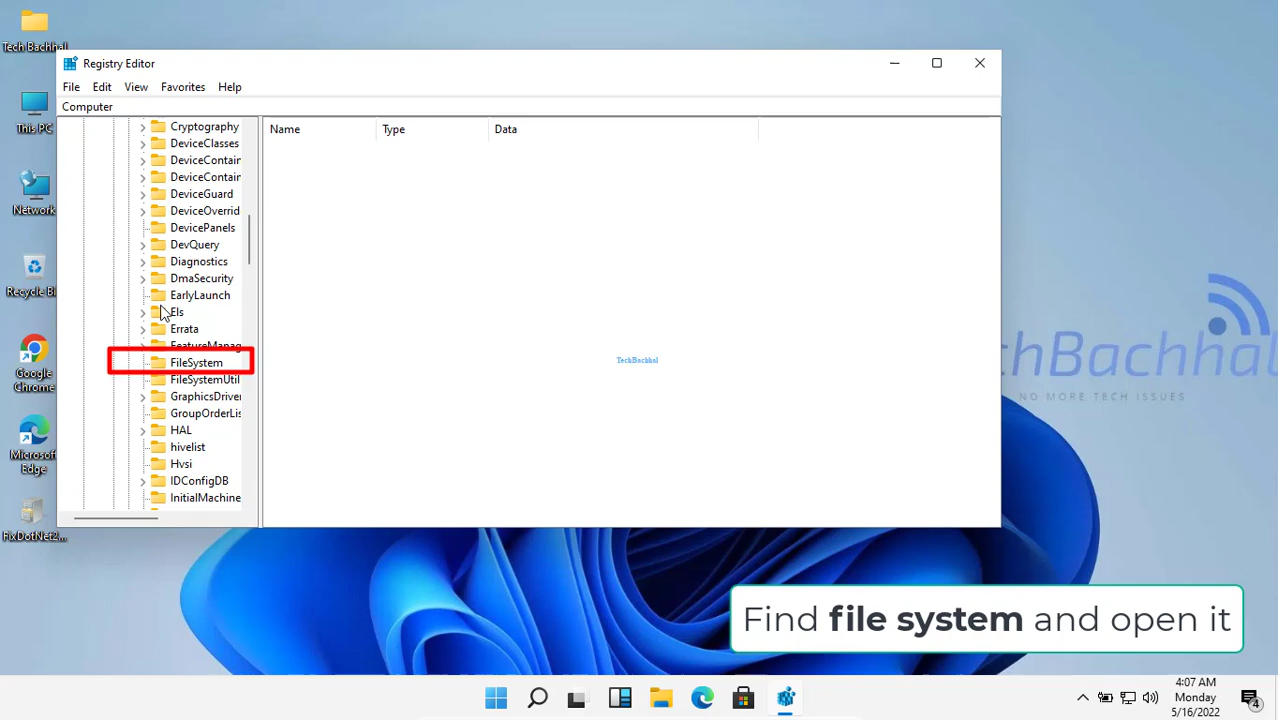 Tech Bachhal
This PC
Network
Recycle Bi
Google
Chrome
Microsoft
Edge
FixDotNet2...
Registry Editor
File Edit View Favorites Help
Computer
Cryptography
DeviceClasses
DeviceContain
DeviceContain
DeviceGuard
DeviceOverrid
DevicePanels
DevQuery
Diagnostics
DmaSecurity
EarlyLaunch
Els
Errata
FeatureManag
FileSystem
FileSystemUtil
GraphicsDriver
GroupOrderLis
HAL
hivelist
Hvsi
IDConfigDB
InitialMachine
Name Type Data
TechBachhal
chBachhal
NO MORE TECH ISSUES
Find file system and open it
4:07 AM
Monday
5/16/2022
4